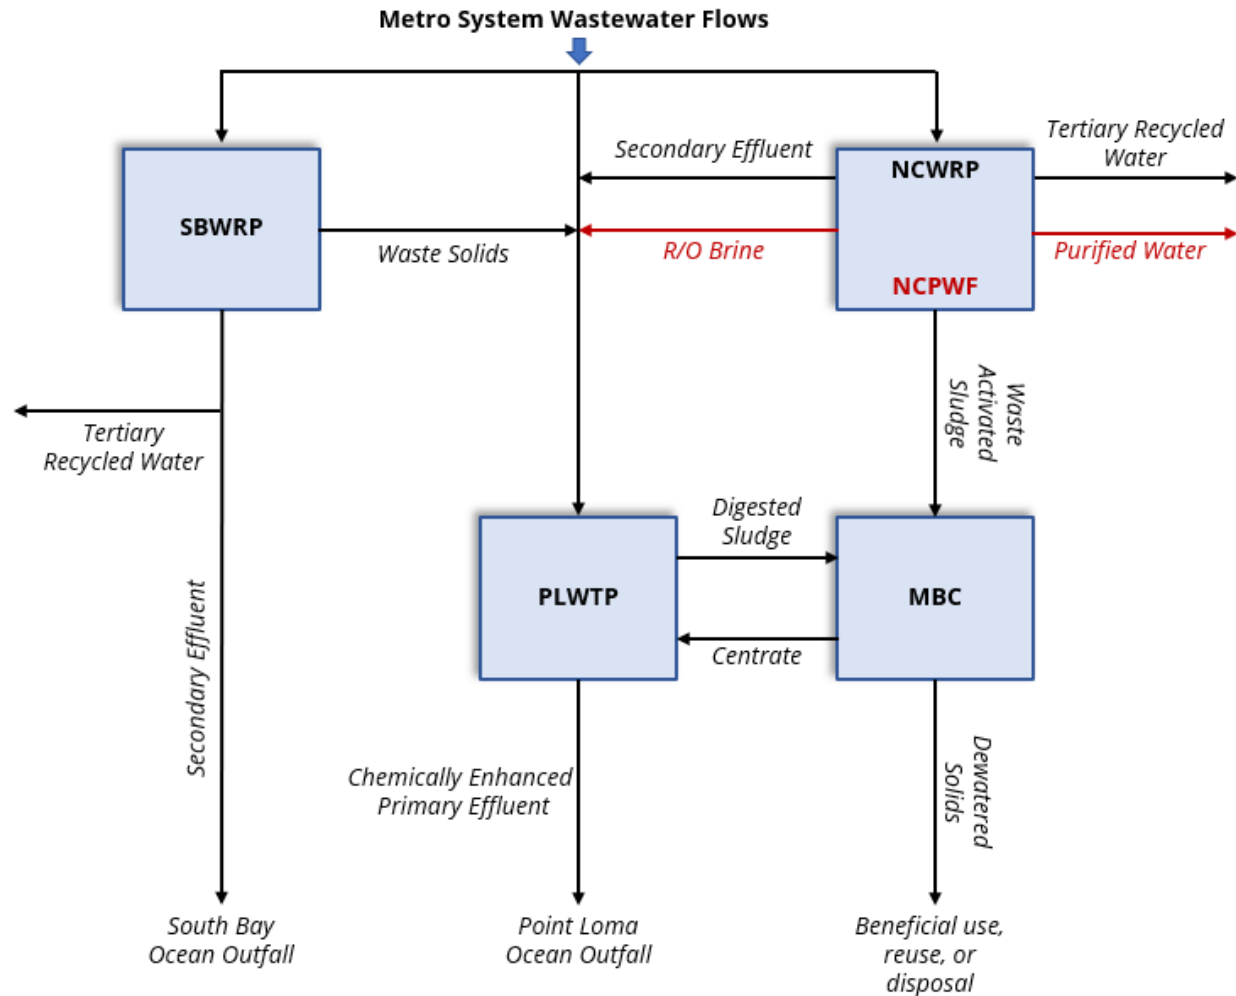 Metro System Wastewater Flows
Secondary Effluent
Tertiary Recycled
Water
NCWRP
SBWRP
Waste Solids
R/O Brine
Purified Water
NCPWF
Waste
Activated
Sludge
Tertiary
Recycled Water
Digested
Sludge
PLWTP
MBC
Centrate
Secondary Effluent
Chemically Enhanced
Primary Effluent
Dewatered
Solids
South Bay
Ocean Outfall
Point Loma
Ocean Outfall
Beneficial use,
reuse, or
disposal